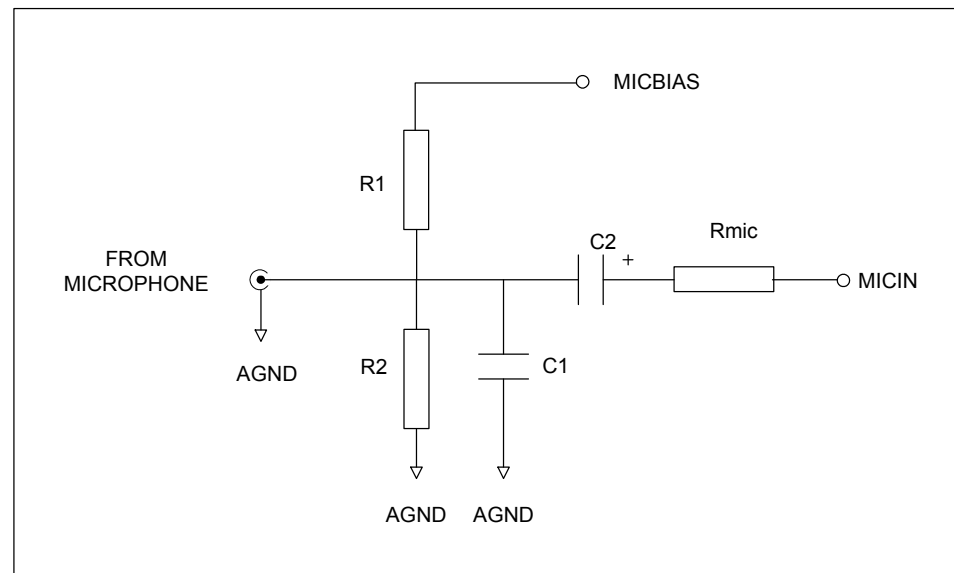 MICBIAS
R1
C2
+
Rmic
FROM
MICROPHONE
MICIN
AGND
R2
C1
AGND
AGND